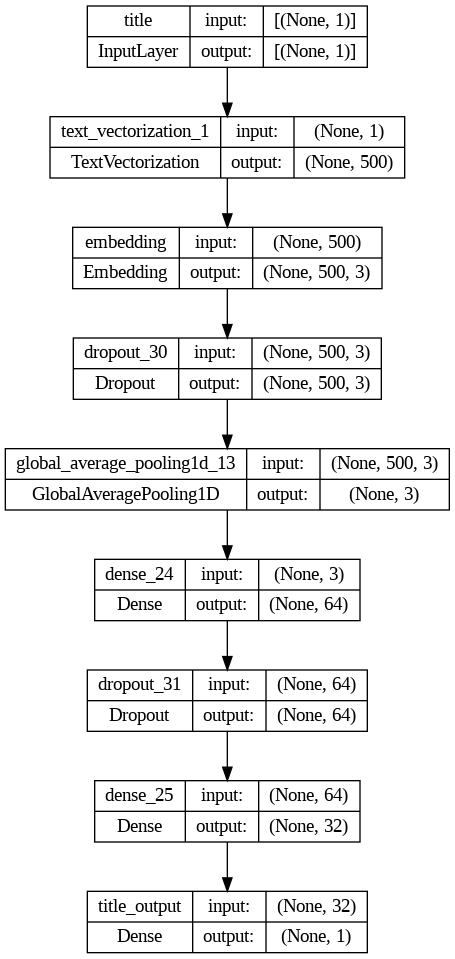 title input: [(None, 1)]
InputLayer output: [(None, 1)]
text_vectorization_1 input: (None, 1)
TextVectorization output: (None, 500)
embedding input: (None, 500)
Embedding output: (None, 500, 3)
dropout_30 input: (None, 500, 3)
Dropout output: (None, 500, 3)
global_average_pooling1d_13 input: (None, 500, 3)
GlobalAveragePooling1D output: (None, 3)
dense_24 input: (None, 3)
Dense output: (None, 64)
dropout_31 input: (None, 64)
Dropout output: (None, 64)
dense_25 input: (None, 64)
Dense output: (None, 32)
title_output input: (None, 32)
Dense output: (None, 1)